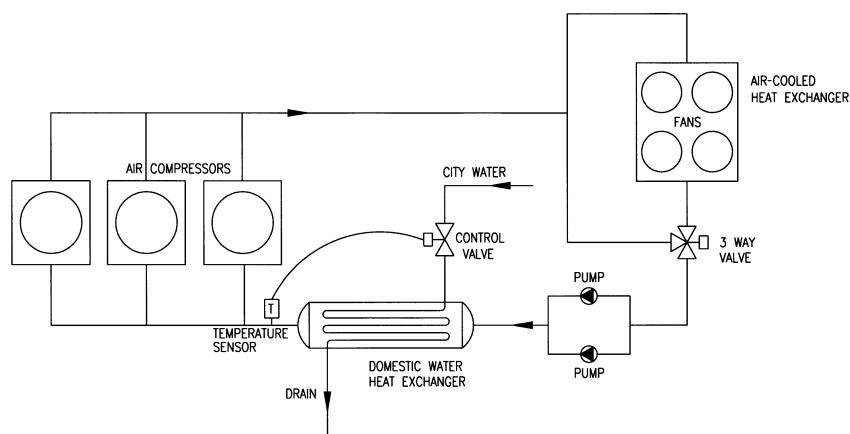 AIR-COOLED
HEAT EXCHANGER
FANS
AIR COMPRESSORS
CITY WATER
CONTROL
VALVE
3 WAY
VALVE
PUMP
T
TEMPERATURE
SENSOR
DOMESTIC WATER
HEAT EXCHANGER
PUMP
DRAIN